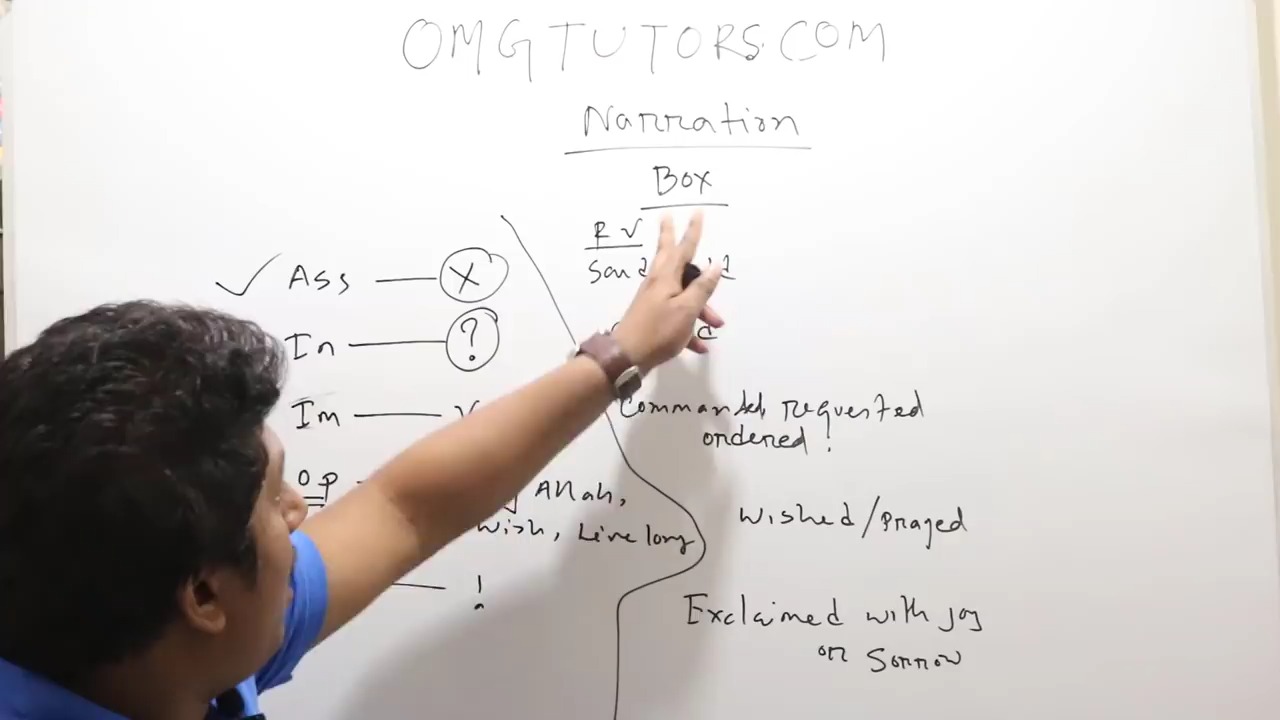 OMGTUTORS.COM
Narration
Box
R V
Ass — X
In — ?
Im — V
OP Allah,
wish, Live long
!
Commanded, requested
ordered!
wished/Prayed
Exclaimed with joy
or Sorrow